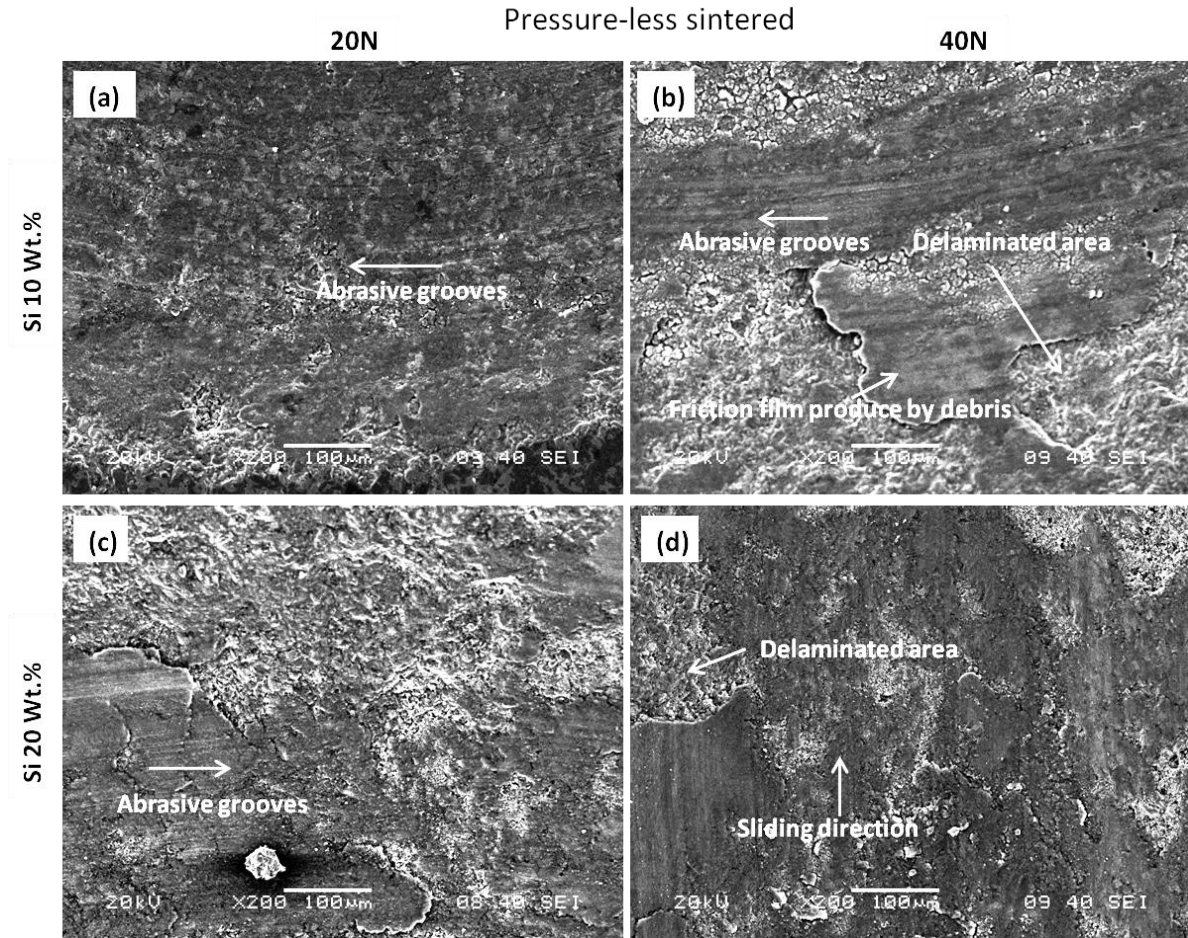 Pressure-less sintered
20N
40N
Si 10 Wt.%
(a)
Abrasive grooves
20kV X200 100μm 09 40 SEI
(b)
Abrasive grooves
Delaminated area
Friction film produce by debris
20kV X200 100μm 09 40 SEI
Si 20 Wt.%
(c)
Abrasive grooves
20kV X200 100μm 08 40 SEI
(d)
Delaminated area
Sliding direction
20kV X200 100μm 09 40 SEI